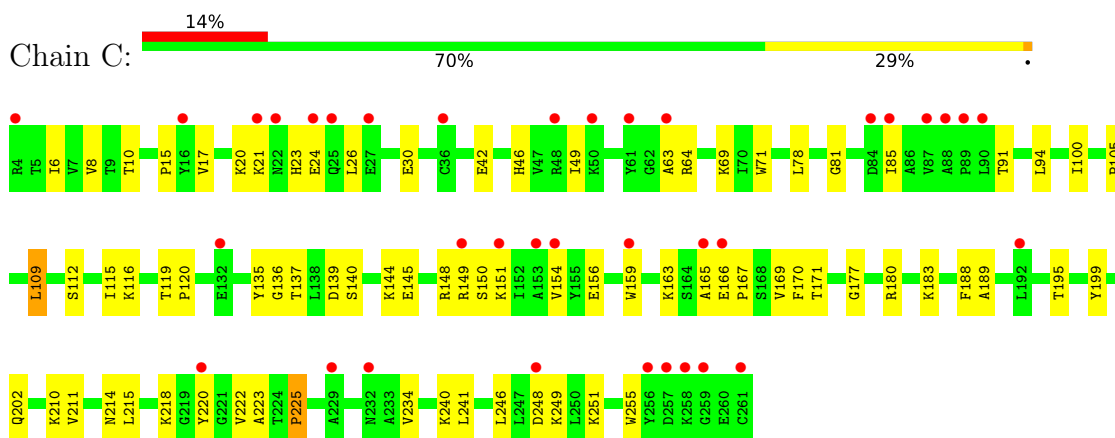 14%
Chain C:
70% 29% •
R4 T5 I6 V7 V8 T9 T10 P15 Y16 V17 K20 K21 N22 H23 E24 Q25 L26 E27 E30 C36 E42 H46 V47 R48 I49 K50 Y61 G62 A63 R64 K69 I70 W71 L78 G81 D84 I85 A86 V87 A88 P89 L90 T91 L94 I100
L109 S112 I115 K116 T119 P120 E132 Y135 G136 T137 L138 D139 S140 K144 E145 R148 R149 S150 K151 I152 A153 V154 Y155 E156 W159 K163 S164 A165 E166 P167 S168 V169 F170 T171 G177 R180 K183 F188 A189 L192 T195 Y199
Q202 K210 V211 N214 L215 K218 G219 Y220 G221 V222 A223 T224 P225 A229 N232 A233 V234 K240 L241 L246 L247 D248 K249 L250 K251 W255 Y256 D257 K258 G259 E260 C261